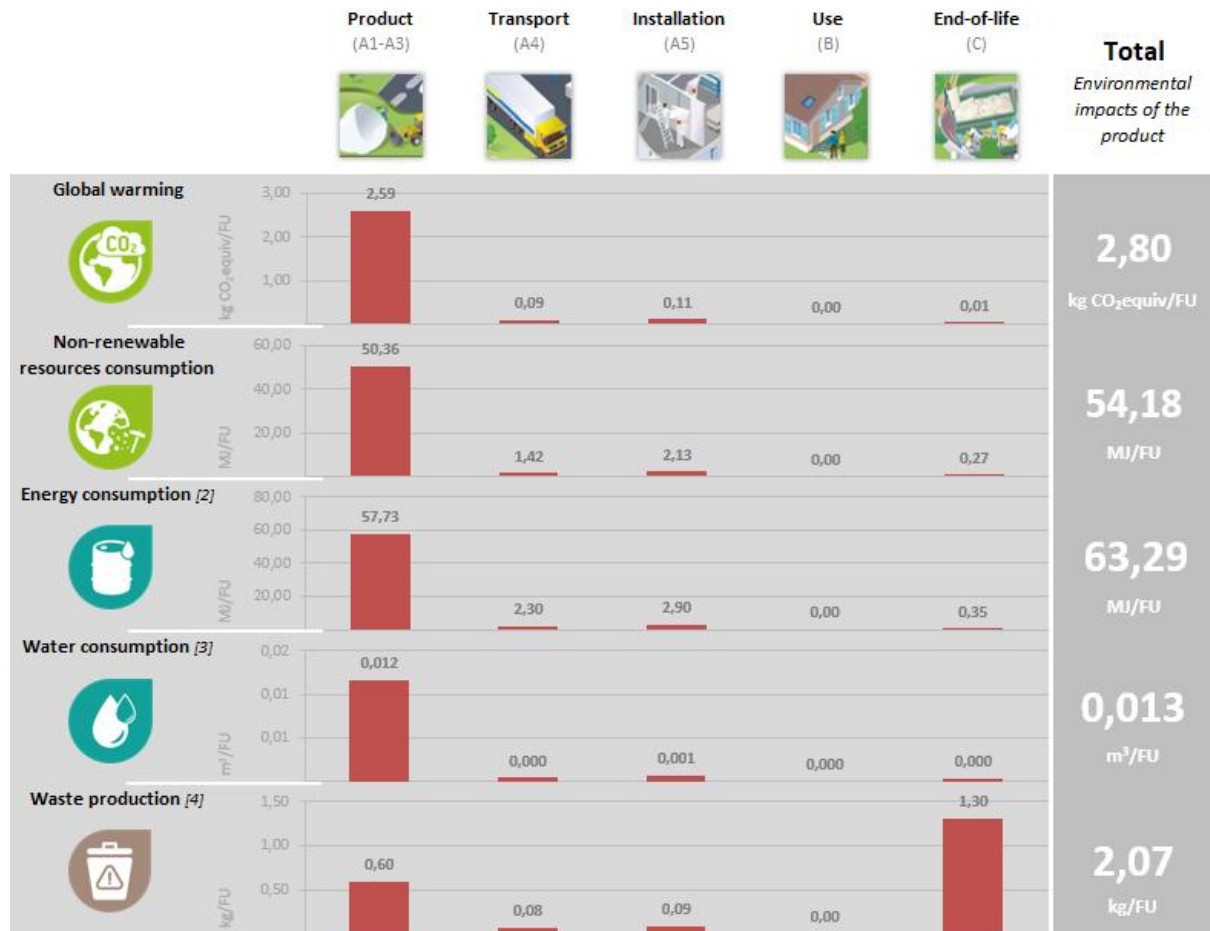 Product
(A1-A3)
Transport
(A4)
Installation
(A5)
Use
(B)
End-of-life
(C)
Total
Environmental
impacts of the
product
Global warming
CO₂
kg CO₂equiv/FU
3,00
2,00
1,00
2,59
0,09
0,11
0,00
0,01
2,80
kg CO₂equiv/FU
Non-renewable
resources consumption
MJ/FU
60,00
40,00
20,00
50,36
1,42
2,13
0,00
0,27
54,18
MJ/FU
Energy consumption [2]
MJ/FU
80,00
60,00
40,00
20,00
57,73
2,30
2,90
0,00
0,35
63,29
MJ/FU
Water consumption [3]
m³/FU
0,02
0,01
0,01
0,012
0,000
0,001
0,000
0,000
0,013
m³/FU
Waste production [4]
kg/FU
1,50
1,00
0,50
0,60
0,08
0,09
0,00
1,30
2,07
kg/FU